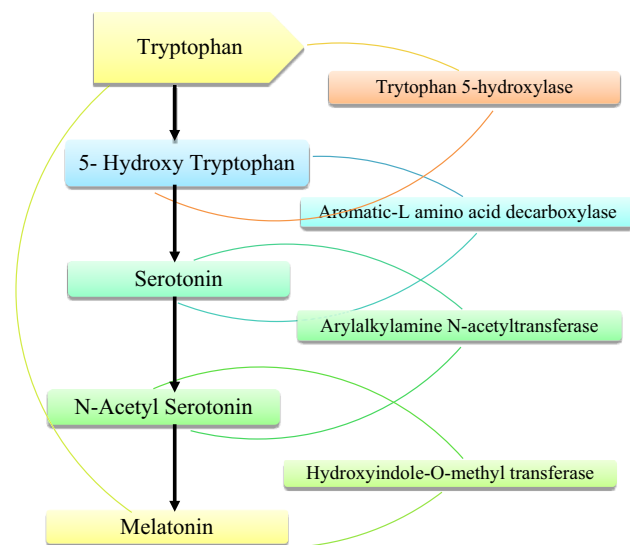 Tryptophan
Trytophan 5-hydroxylase
5- Hydroxy Tryptophan
Aromatic-L amino acid decarboxylase
Serotonin
Arylalkylamine N-acetyltransferase
N-Acetyl Serotonin
Hydroxyindole-O-methyl transferase
Melatonin